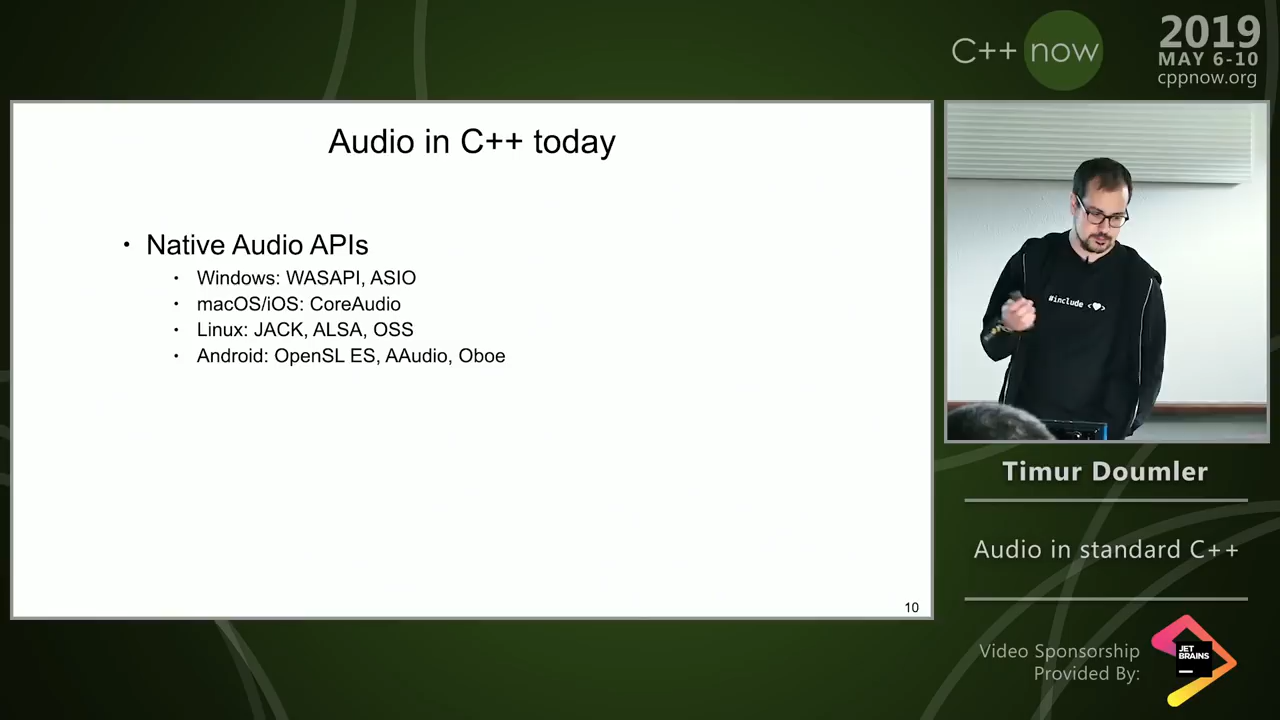 C++ now
2019
MAY 6-10
cppnow.org
Audio in C++ today
• Native Audio APIs
• Windows: WASAPI, ASIO
• macOS/iOS: CoreAudio
• Linux: JACK, ALSA, OSS
• Android: OpenSL ES, AAudio, Oboe
10
#include <♥>
Timur Doumler
Audio in standard C++
Video Sponsorship
Provided By:
JET
BRAINS